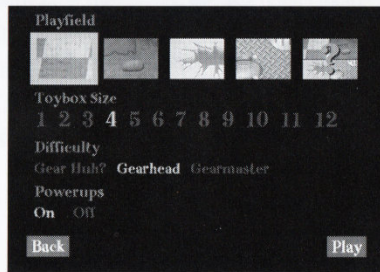 Playfield
?
Toybox Size
1 2 3 4 5 6 7 8 9 10 11 12
Difficulty
Gear Huh? Gearhead Gearmaster
Powerups
On Off
Back Play